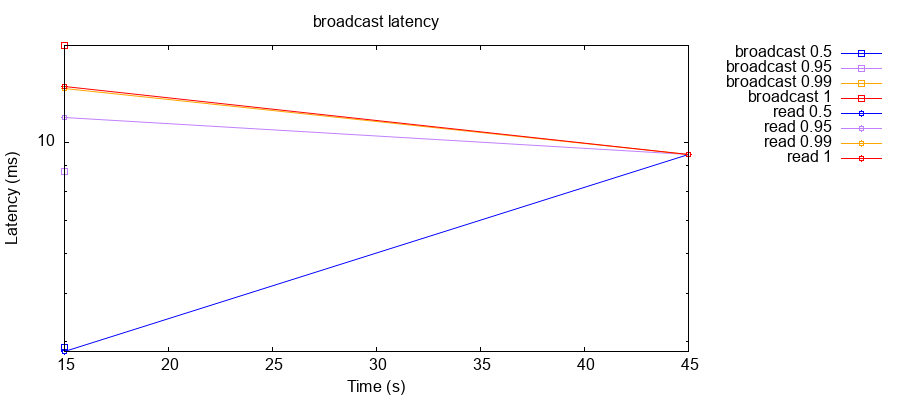 broadcast latency
broadcast 0.5
broadcast 0.95
broadcast 0.99
broadcast 1
read 0.5
read 0.95
read 0.99
read 1
10
Latency (ms)
15 20 25 30 35 40 45
Time (s)